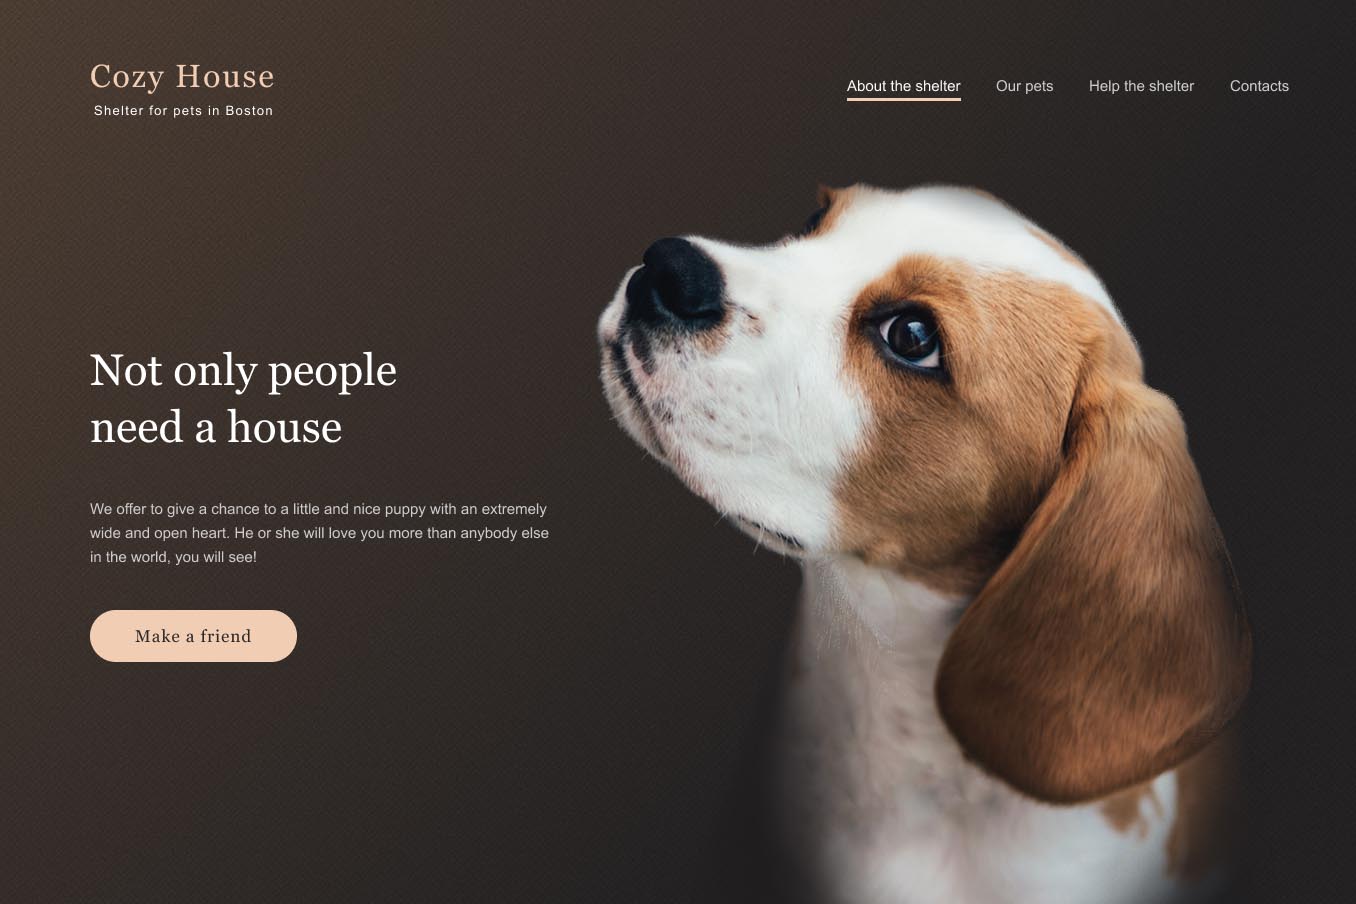 Cozy House
Shelter for pets in Boston
About the shelter
Our pets
Help the shelter
Contacts
Not only people
need a house
We offer to give a chance to a little and nice puppy with an extremely
wide and open heart. He or she will love you more than anybody else
in the world, you will see!
Make a friend